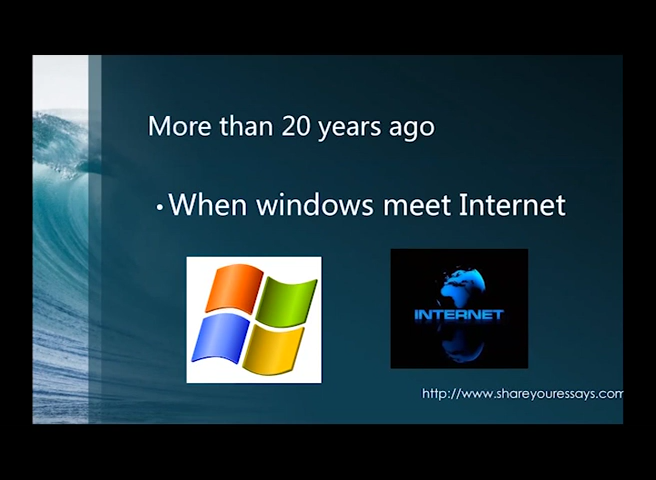 More than 20 years ago
• When windows meet Internet
INTERNET
http://www.shareyouressays.com